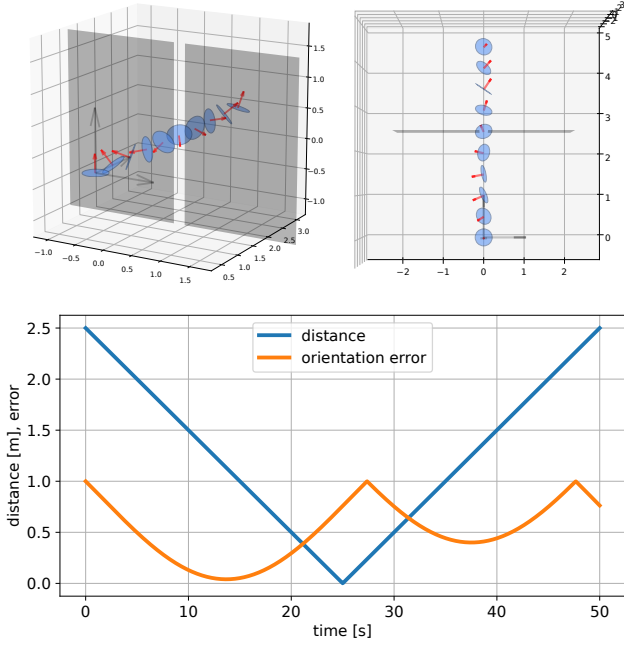 −1.0 −0.5 0.0 0.5 1.0 1.5
0.5 1.0 1.5 2.0 2.5 3.0
−1.0 −0.5 0.0 0.5 1.0 1.5
−2 −1 0 1 2
0 1 2 3 4 5
distance
orientation error
distance [m], error
0.0 0.5 1.0 1.5 2.0 2.5
0 10 20 30 40 50
time [s]